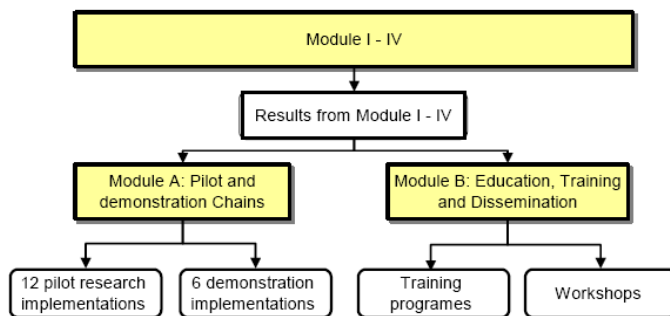 Module I - IV
Results from Module I - IV
Module A: Pilot and
demonstration Chains
Module B: Education, Training
and Dissemination
12 pilot research
implementations
6 demonstration
implementations
Training
programes
Workshops